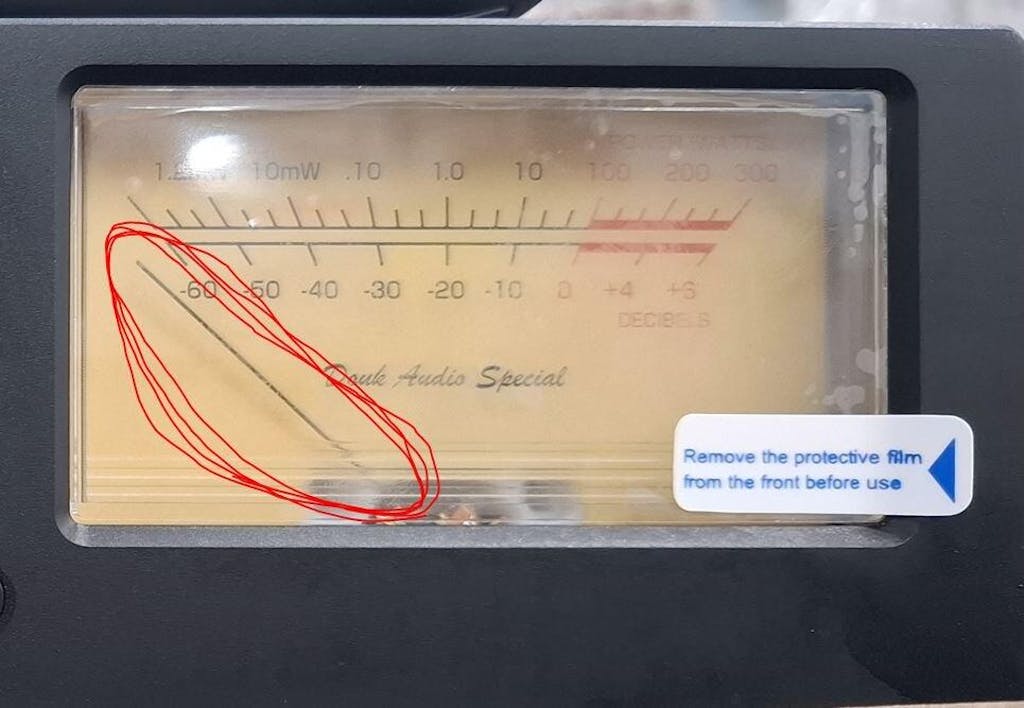 POWER WATTS
10mW .10 1.0 10 100 200 300
-60 -50 -40 -30 -20 -10 0 +4 +6
DECIBELS
Douk Audio Special
Remove the protective film
from the front before use